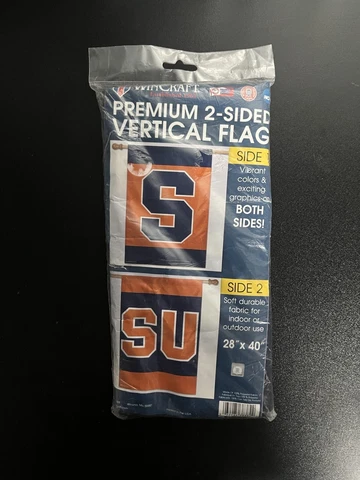 WINCRAFT
PREMIUM 2-SIDED
VERTICAL FLAG
SIDE 1
Vibrant
colors &
exciting
graphics on
BOTH
SIDES!
S
SIDE 2
Soft durable
fabric for
indoor or
outdoor use
28" x 40"
SU